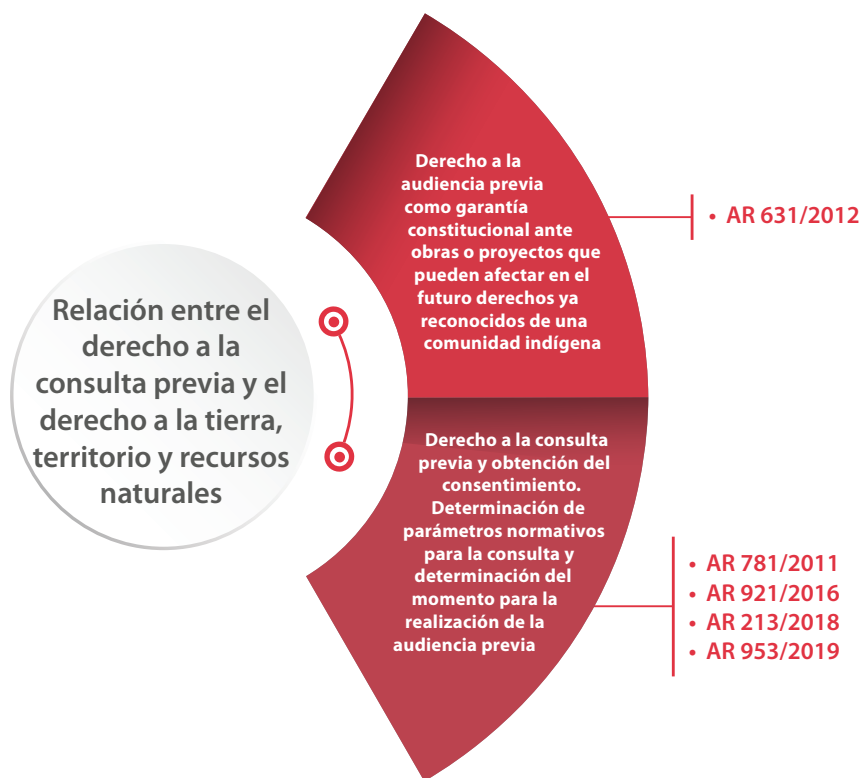 Relación entre el
derecho a la
consulta previa y el
derecho a la tierra,
territorio y recursos
naturales
Derecho a la
audiencia previa
como garantía
constitucional ante
obras o proyectos que
pueden afectar en el
futuro derechos ya
reconocidos de una
comunidad indígena
• AR 631/2012
Derecho a la consulta
previa y obtención del
consentimiento.
Determinación de
parámetros normativos
para la consulta y
determinación del
momento para la
realización de la
audiencia previa
• AR 781/2011
• AR 921/2016
• AR 213/2018
• AR 953/2019